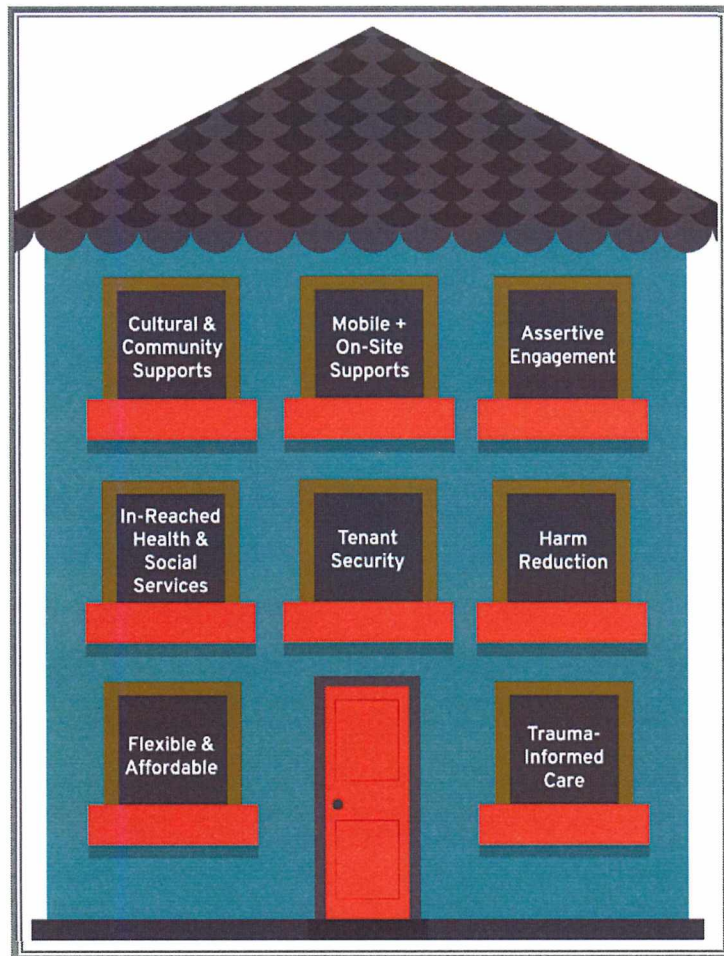 Cultural &
Community
Supports
Mobile +
On-Site
Supports
Assertive
Engagement
In-Reached
Health &
Social
Services
Tenant
Security
Harm
Reduction
Flexible &
Affordable
Trauma-
Informed
Care